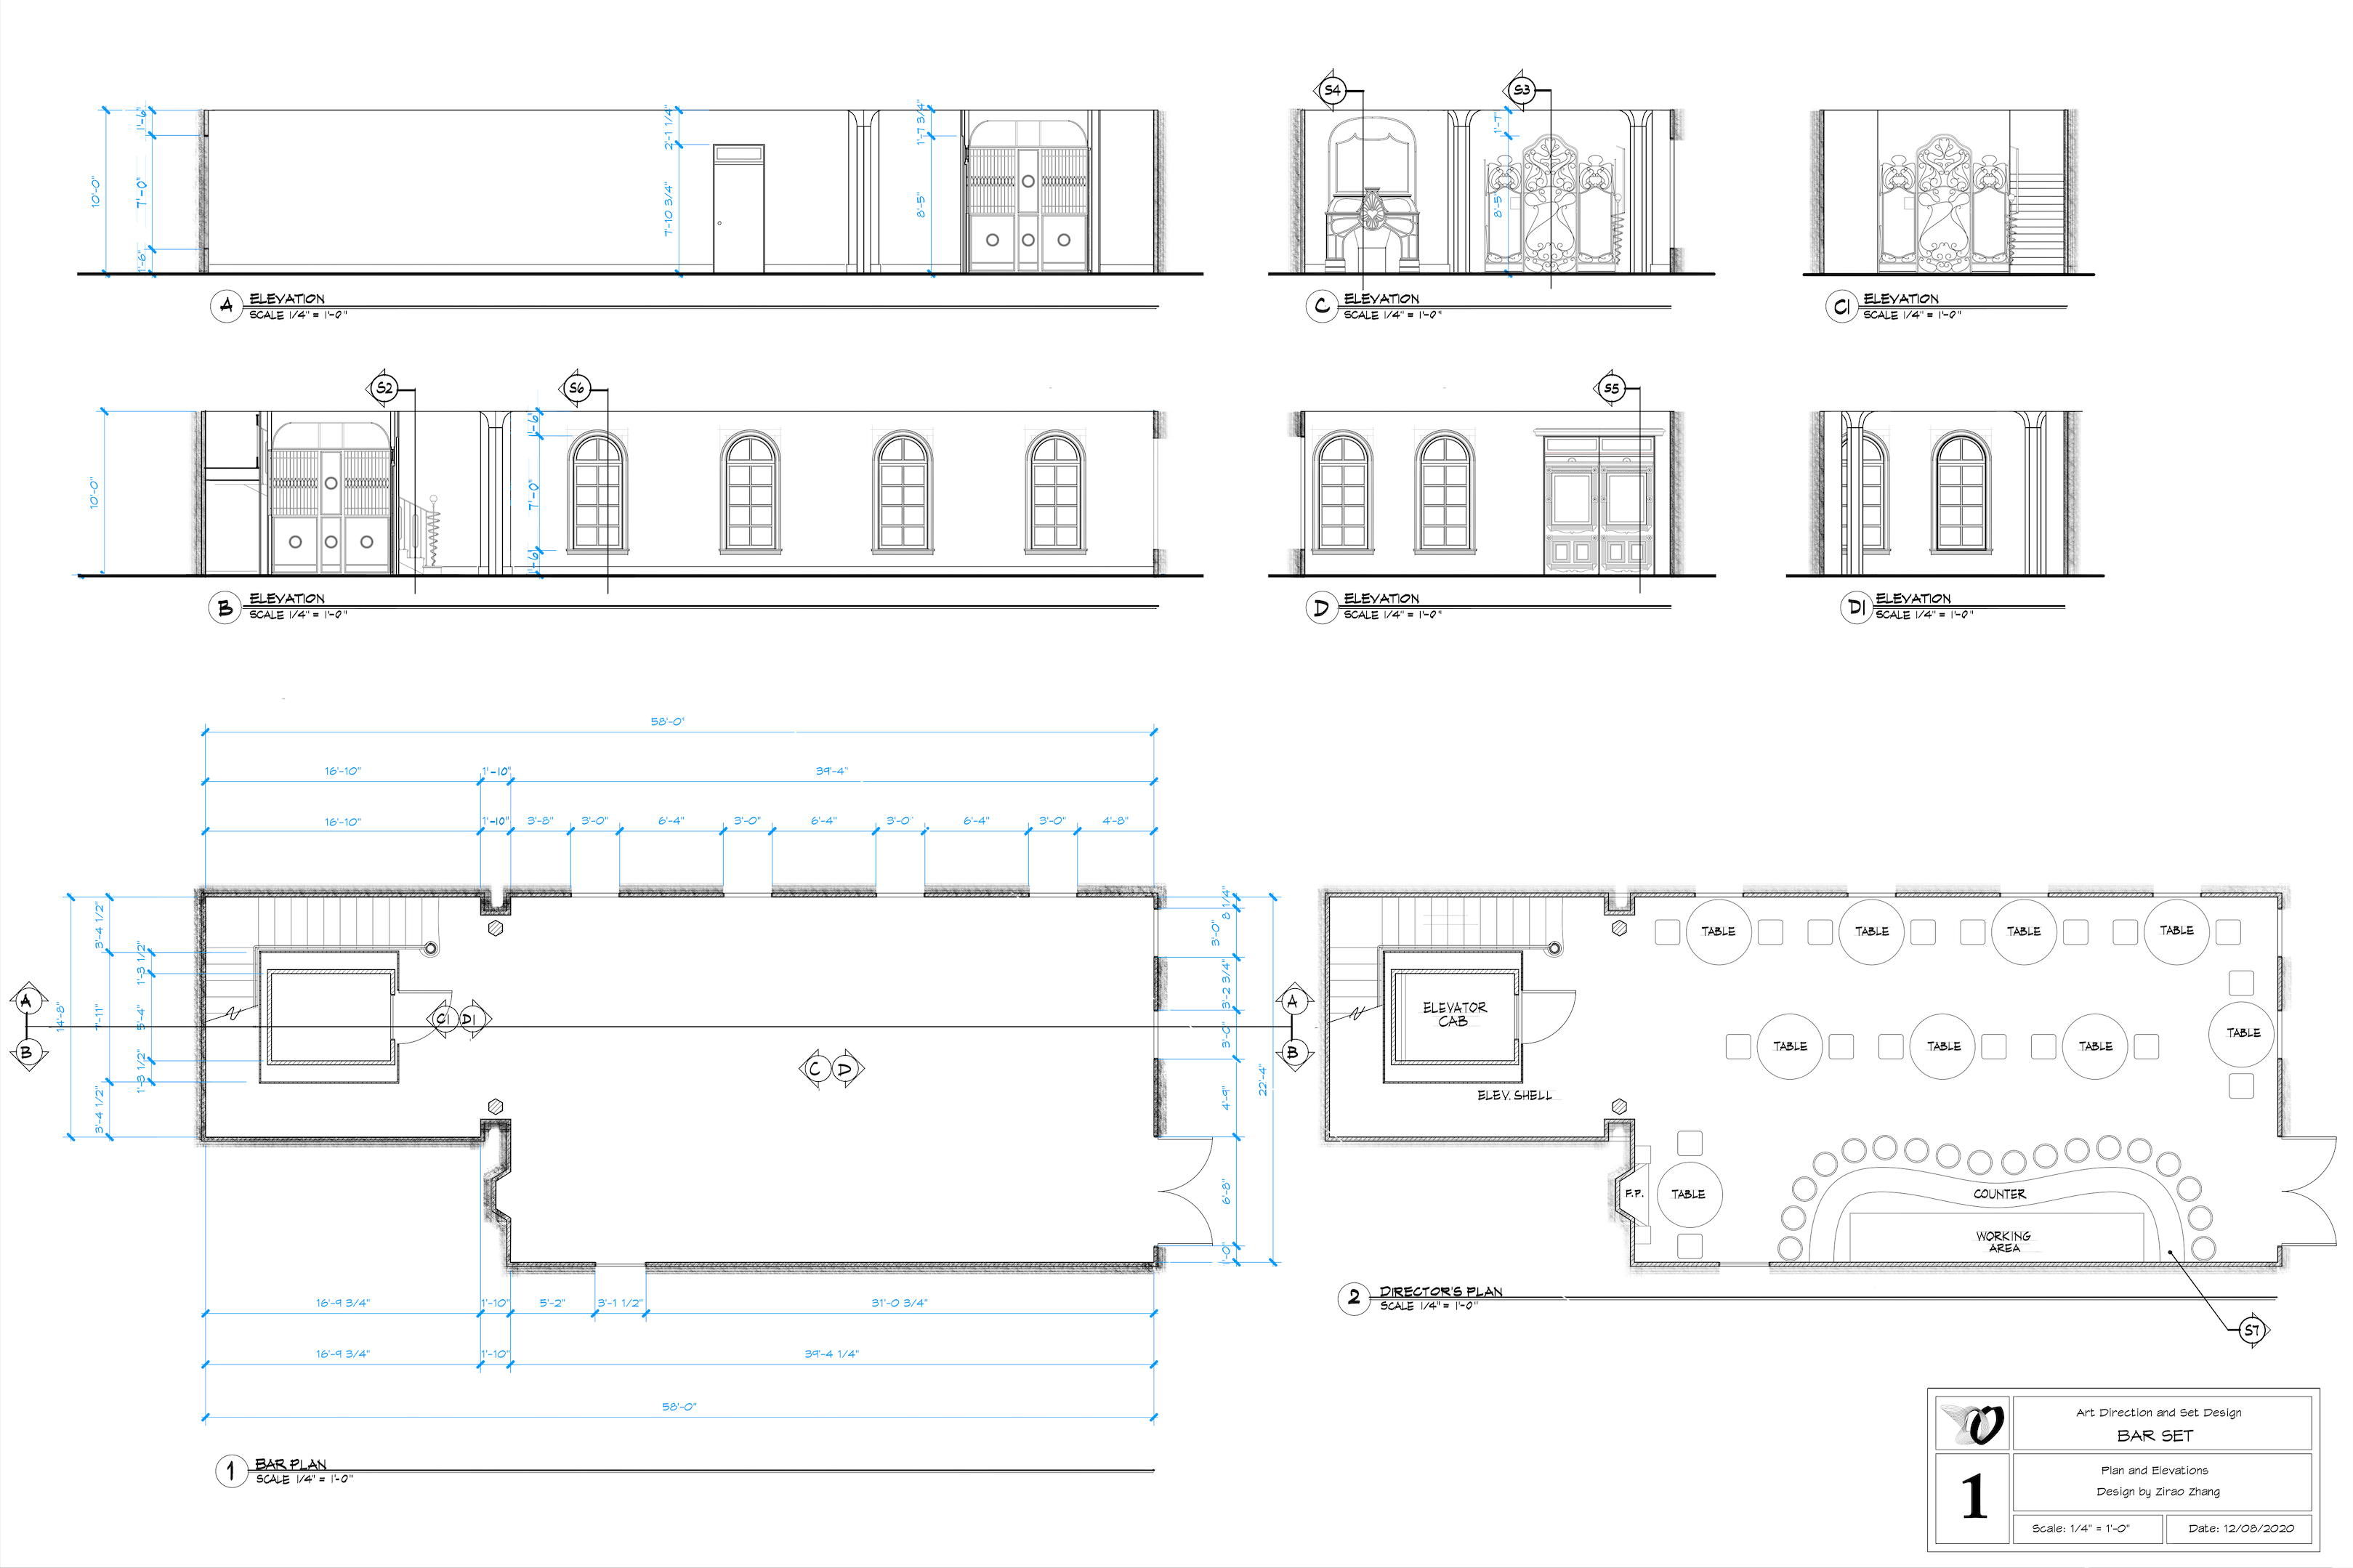 S4
S3
10'-0"
1'-6"
7'-0"
1'-6"
2'-1 1/4"
7'-10 3/4"
1'-7 3/4"
8'-5"
1'-7"
8'-5"
A ELEVATION
SCALE 1/4" = 1'-0"
C ELEVATION
SCALE 1/4" = 1'-0"
C1 ELEVATION
SCALE 1/4" = 1'-0"
S2
S6
S5
10'-0"
1'-6"
7'-0"
1'-6"
B ELEVATION
SCALE 1/4" = 1'-0"
D ELEVATION
SCALE 1/4" = 1'-0"
D1 ELEVATION
SCALE 1/4" = 1'-0"
58'-0"
16'-10" 1'-10" 39'-4"
16'-10" 1'-10" 3'-8" 3'-0" 6'-4" 3'-0" 6'-4" 3'-0" 6'-4" 3'-0" 4'-8"
14'-8"
3'-4 1/2"
7'-11"
3'-4 1/2"
1'-3 1/2"
5'-4"
1'-3 1/2"
A
B
C1 D1
C D
8 1/4"
3'-0"
3'-2 3/4"
3'-0"
4'-9"
6'-8"
1'-0"
22'-4"
A
B
16'-9 3/4" 1'-10" 5'-2" 3'-1 1/2" 31'-0 3/4"
16'-9 3/4" 1'-10" 39'-4 1/4"
58'-0"
1 BAR PLAN
SCALE 1/4" = 1'-0"
TABLE TABLE TABLE TABLE
ELEVATOR
CAB
TABLE TABLE TABLE TABLE
ELEV. SHELL
F.P. TABLE COUNTER
WORKING
AREA
2 DIRECTOR'S PLAN
SCALE 1/4" = 1'-0"
S7
Art Direction and Set Design
BAR SET
1
Plan and Elevations
Design by Zirao Zhang
Scale: 1/4" = 1'-0"
Date: 12/08/2020